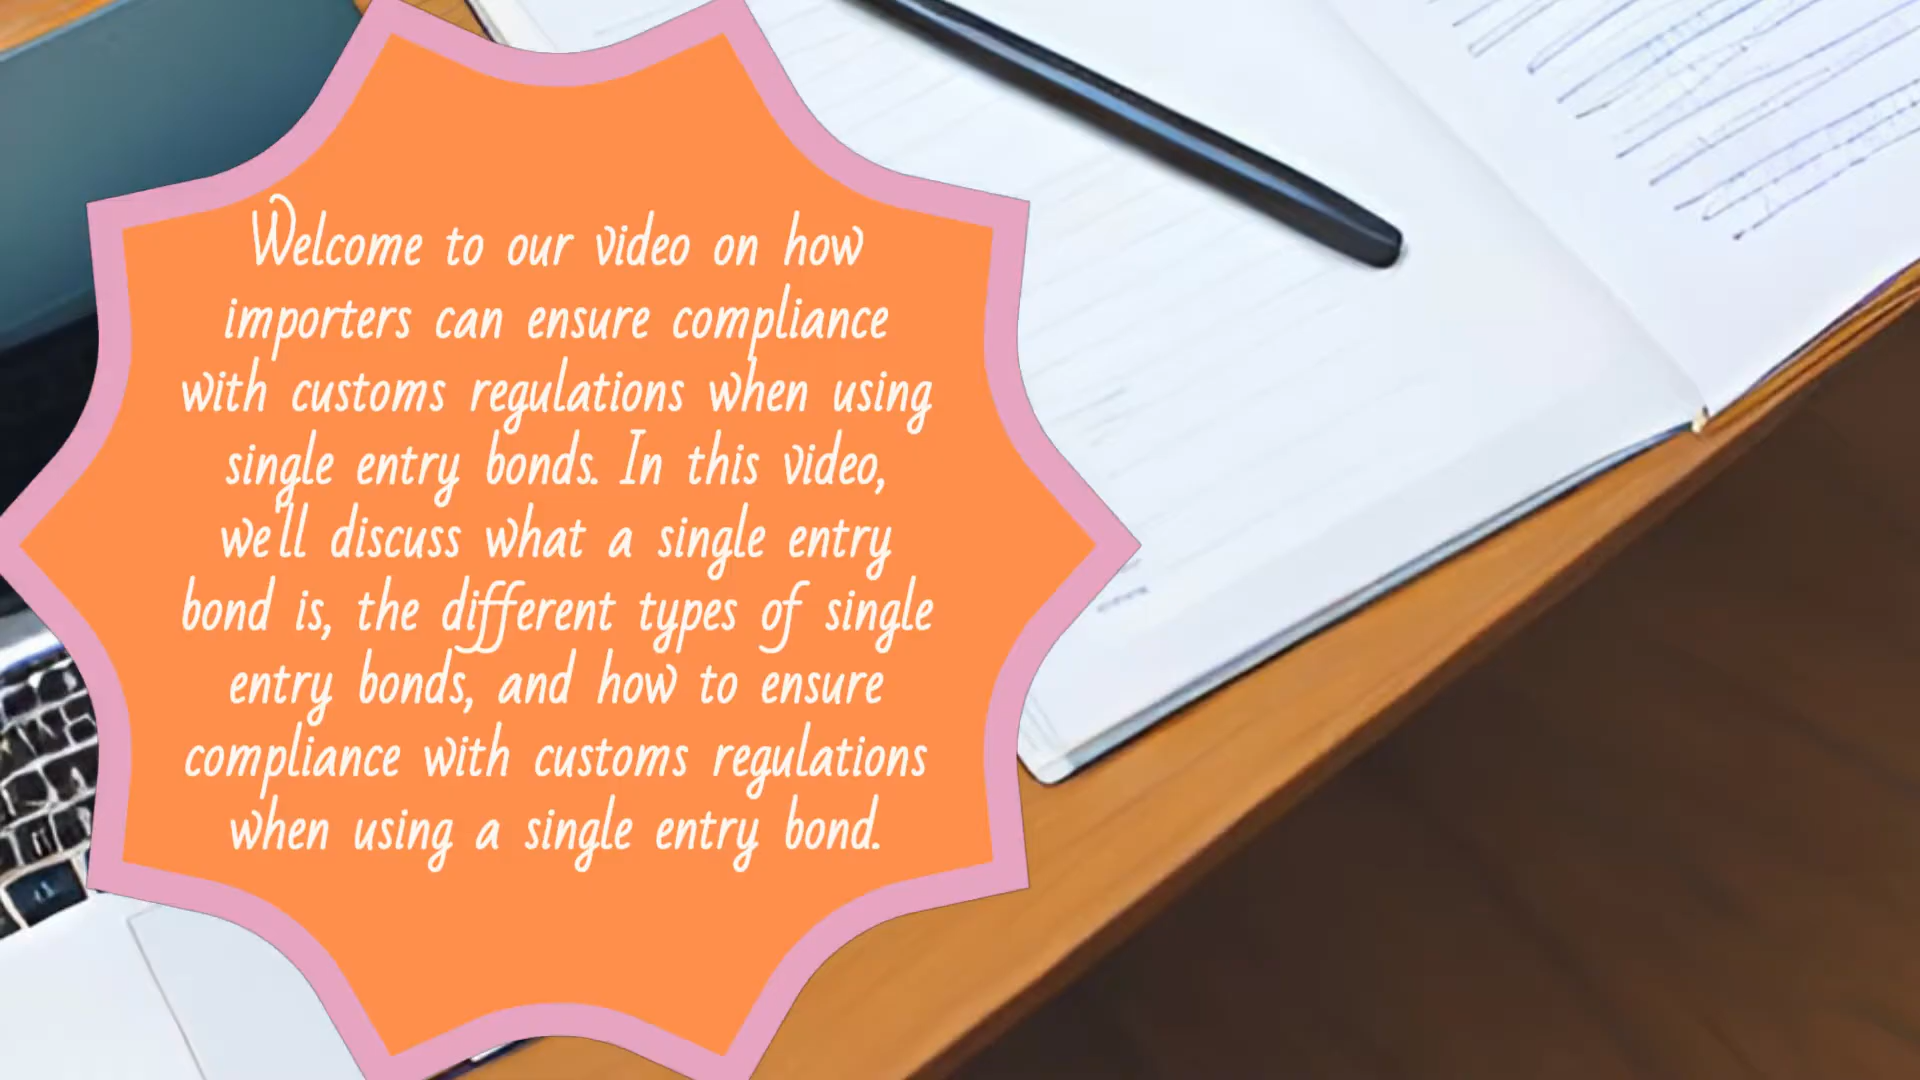 Welcome to our video on how
importers can ensure compliance
with customs regulations when using
single entry bonds. In this video,
we'll discuss what a single entry
bond is, the different types of single
entry bonds, and how to ensure
compliance with customs regulations
when using a single entry bond.